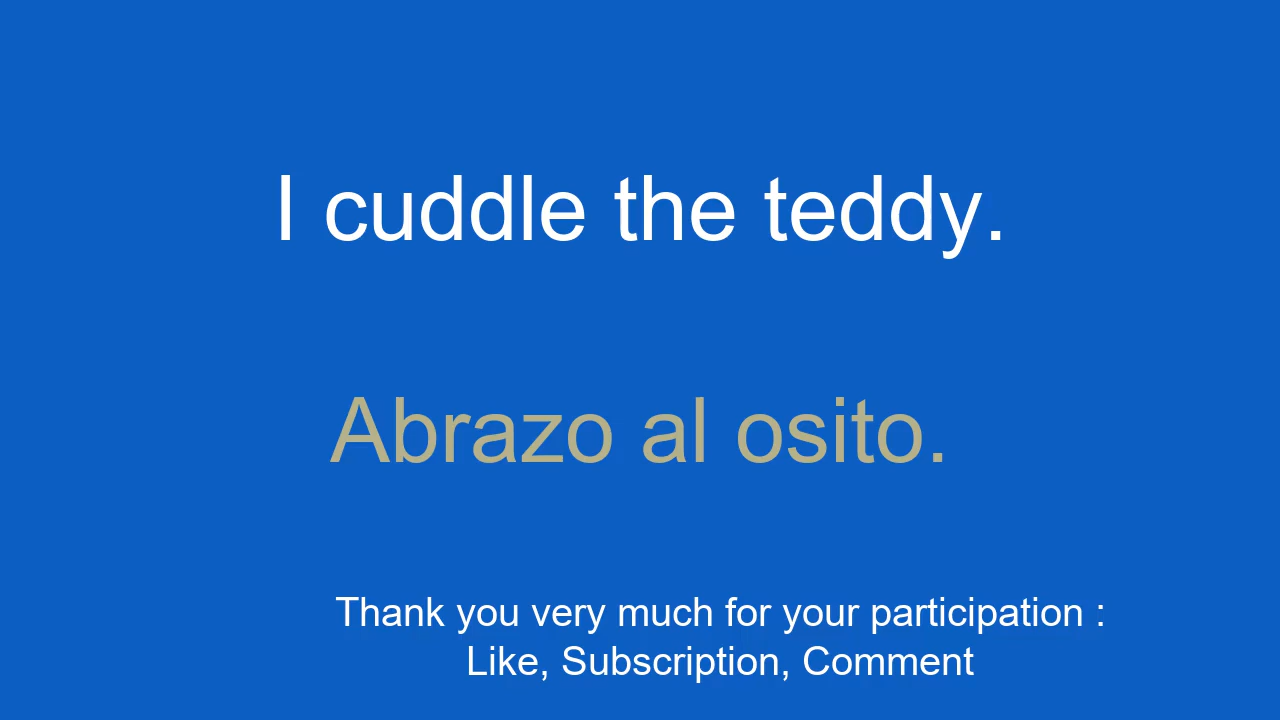 I cuddle the teddy.
Abrazo al osito.
Thank you very much for your participation :
Like, Subscription, Comment